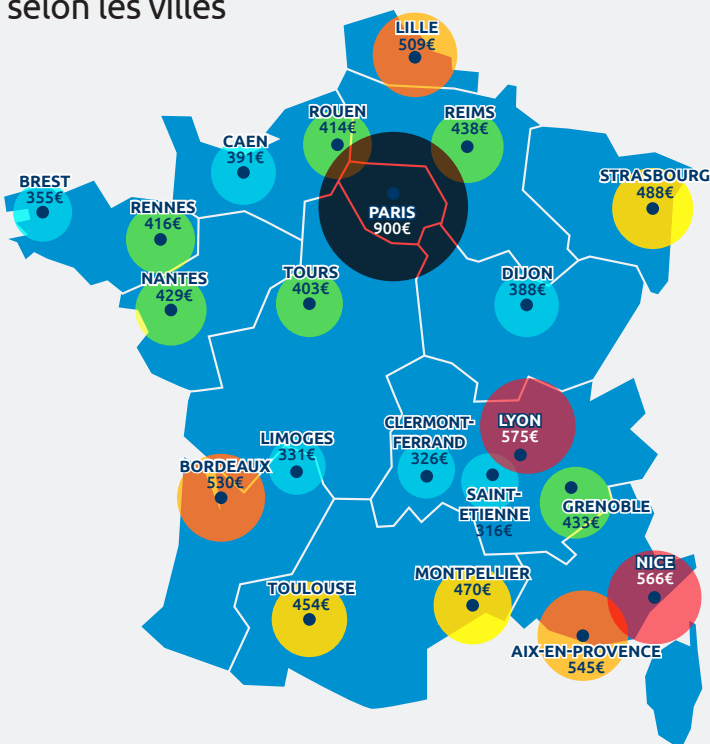 selon les villes
LILLE
509€
ROUEN
414€
REIMS
438€
CAEN
391€
STRASBOURG
488€
BREST
355€
RENNES
416€
PARIS
900€
NANTES
429€
TOURS
403€
DIJON
388€
LYON
575€
CLERMONT-
FERRAND
326€
LIMOGES
331€
BORDEAUX
530€
SAINT-
ETIENNE
316€
GRENOBLE
433€
NICE
566€
MONTPELLIER
470€
TOULOUSE
454€
AIX-EN-PROVENCE
545€